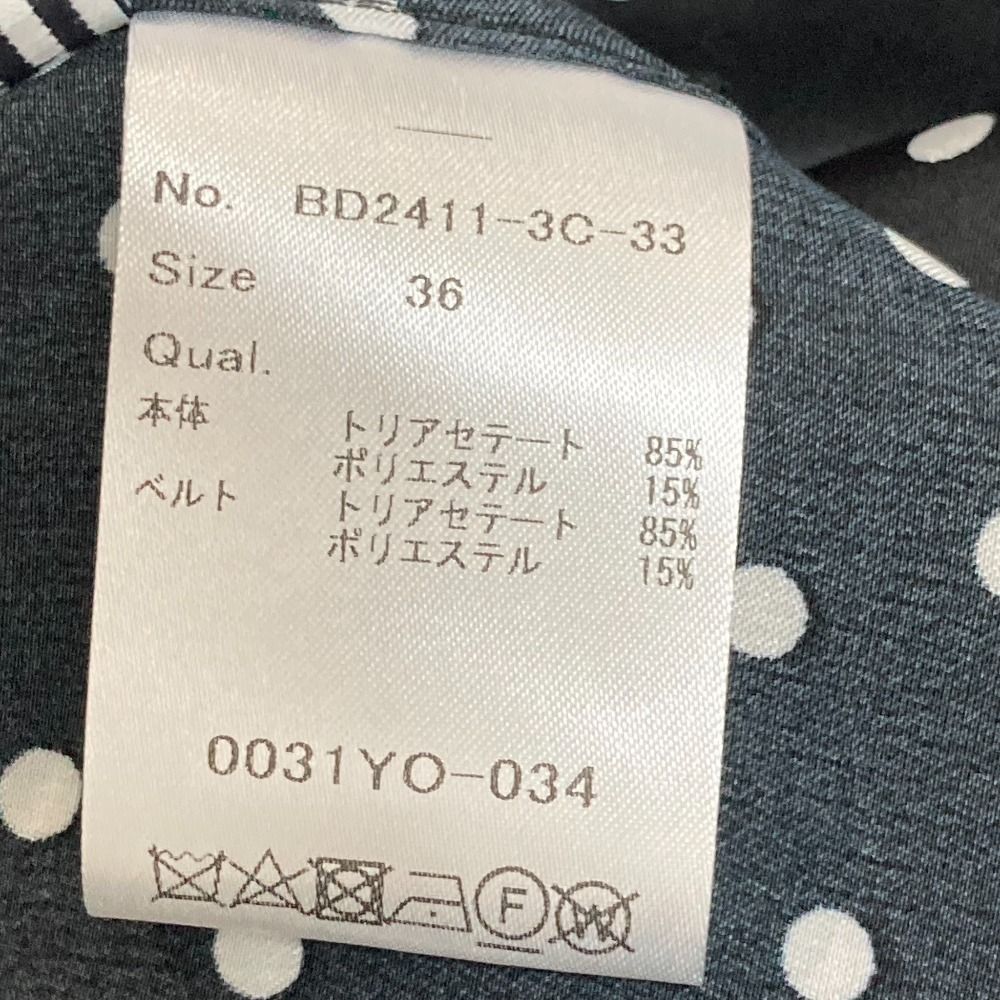 No. BD2411-3C-33
Size 36
Qual.
本体 トリアセテート 85%
ポリエステル 15%
ベルト トリアセテート 85%
ポリエステル 15%
0031YO-034
F W